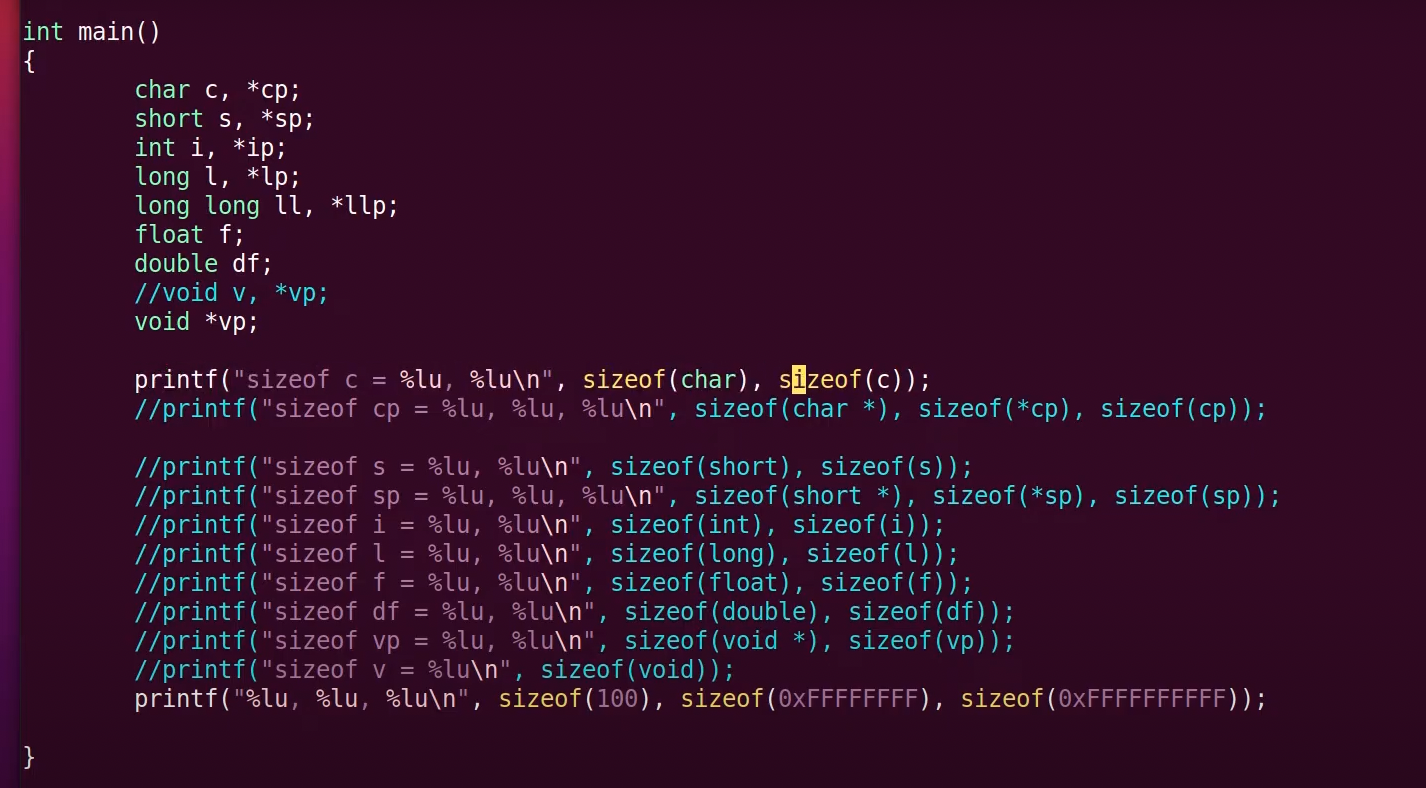 int main()
{
char c, *cp;
short s, *sp;
int i, *ip;
long l, *lp;
long long ll, *llp;
float f;
double df;
//void v, *vp;
void *vp;
printf("sizeof c = %lu, %lu\n", sizeof(char), sizeof(c));
//printf("sizeof cp = %lu, %lu, %lu\n", sizeof(char *), sizeof(*cp), sizeof(cp));
//printf("sizeof s = %lu, %lu\n", sizeof(short), sizeof(s));
//printf("sizeof sp = %lu, %lu, %lu\n", sizeof(short *), sizeof(*sp), sizeof(sp));
//printf("sizeof i = %lu, %lu\n", sizeof(int), sizeof(i));
//printf("sizeof l = %lu, %lu\n", sizeof(long), sizeof(l));
//printf("sizeof f = %lu, %lu\n", sizeof(float), sizeof(f));
//printf("sizeof df = %lu, %lu\n", sizeof(double), sizeof(df));
//printf("sizeof vp = %lu, %lu\n", sizeof(void *), sizeof(vp));
//printf("sizeof v = %lu\n", sizeof(void));
printf("%lu, %lu, %lu\n", sizeof(100), sizeof(0xFFFFFFFF), sizeof(0xFFFFFFFFFF));
}